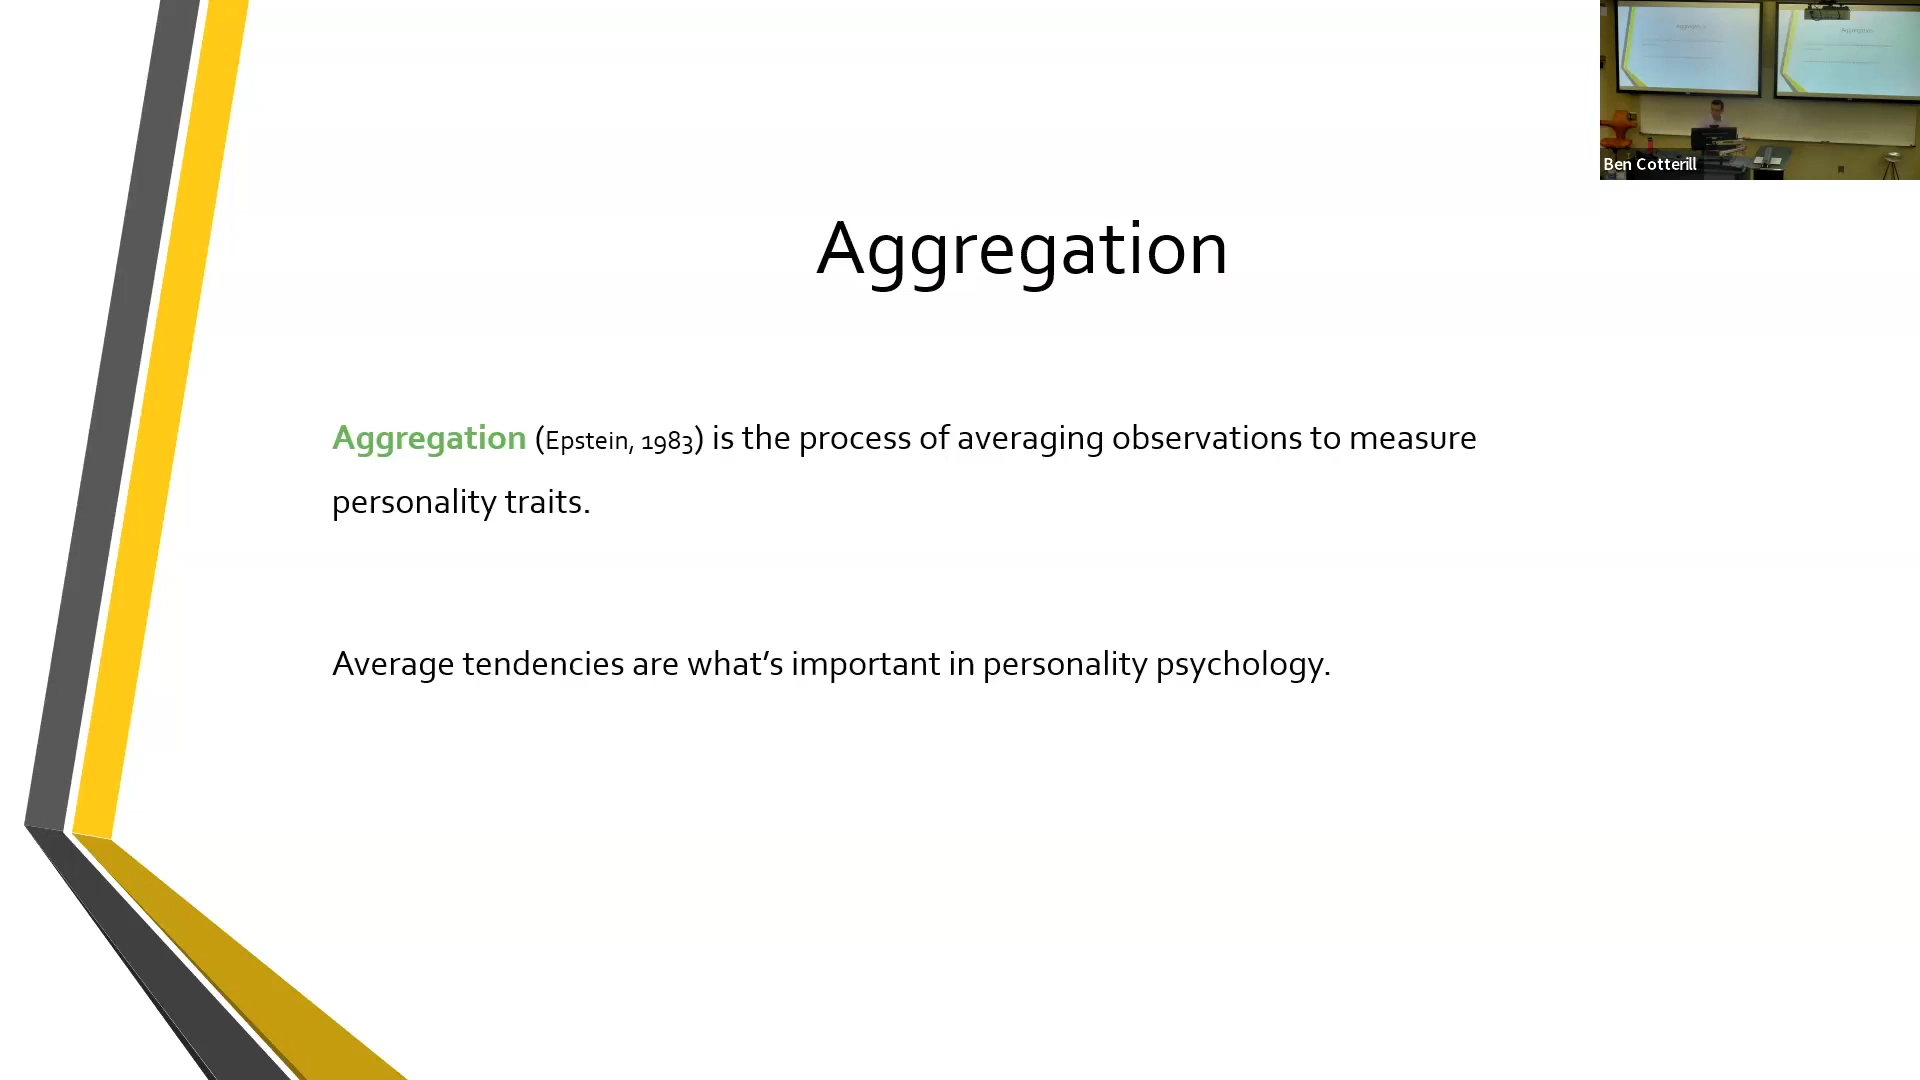 Ben Cotterill
Aggregation
Aggregation (Epstein, 1983) is the process of averaging observations to measure
personality traits.
Average tendencies are what’s important in personality psychology.